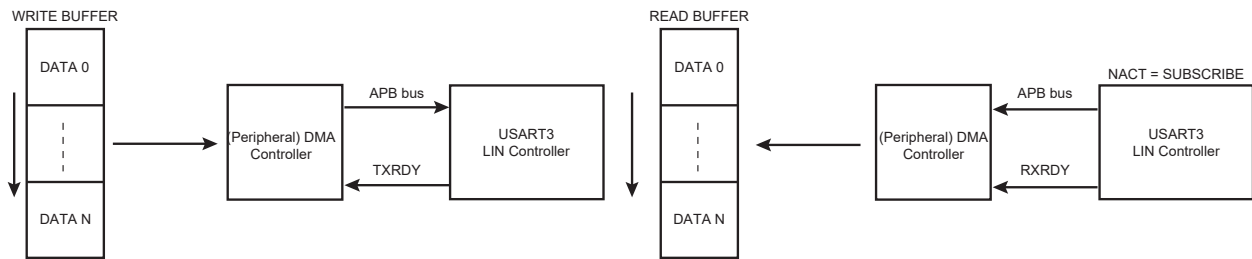 WRITE BUFFER
DATA 0
DATA N
(Peripheral) DMA
Controller
APB bus
TXRDY
USART3
LIN Controller
READ BUFFER
DATA 0
DATA N
(Peripheral) DMA
Controller
APB bus
RXRDY
NACT = SUBSCRIBE
USART3
LIN Controller